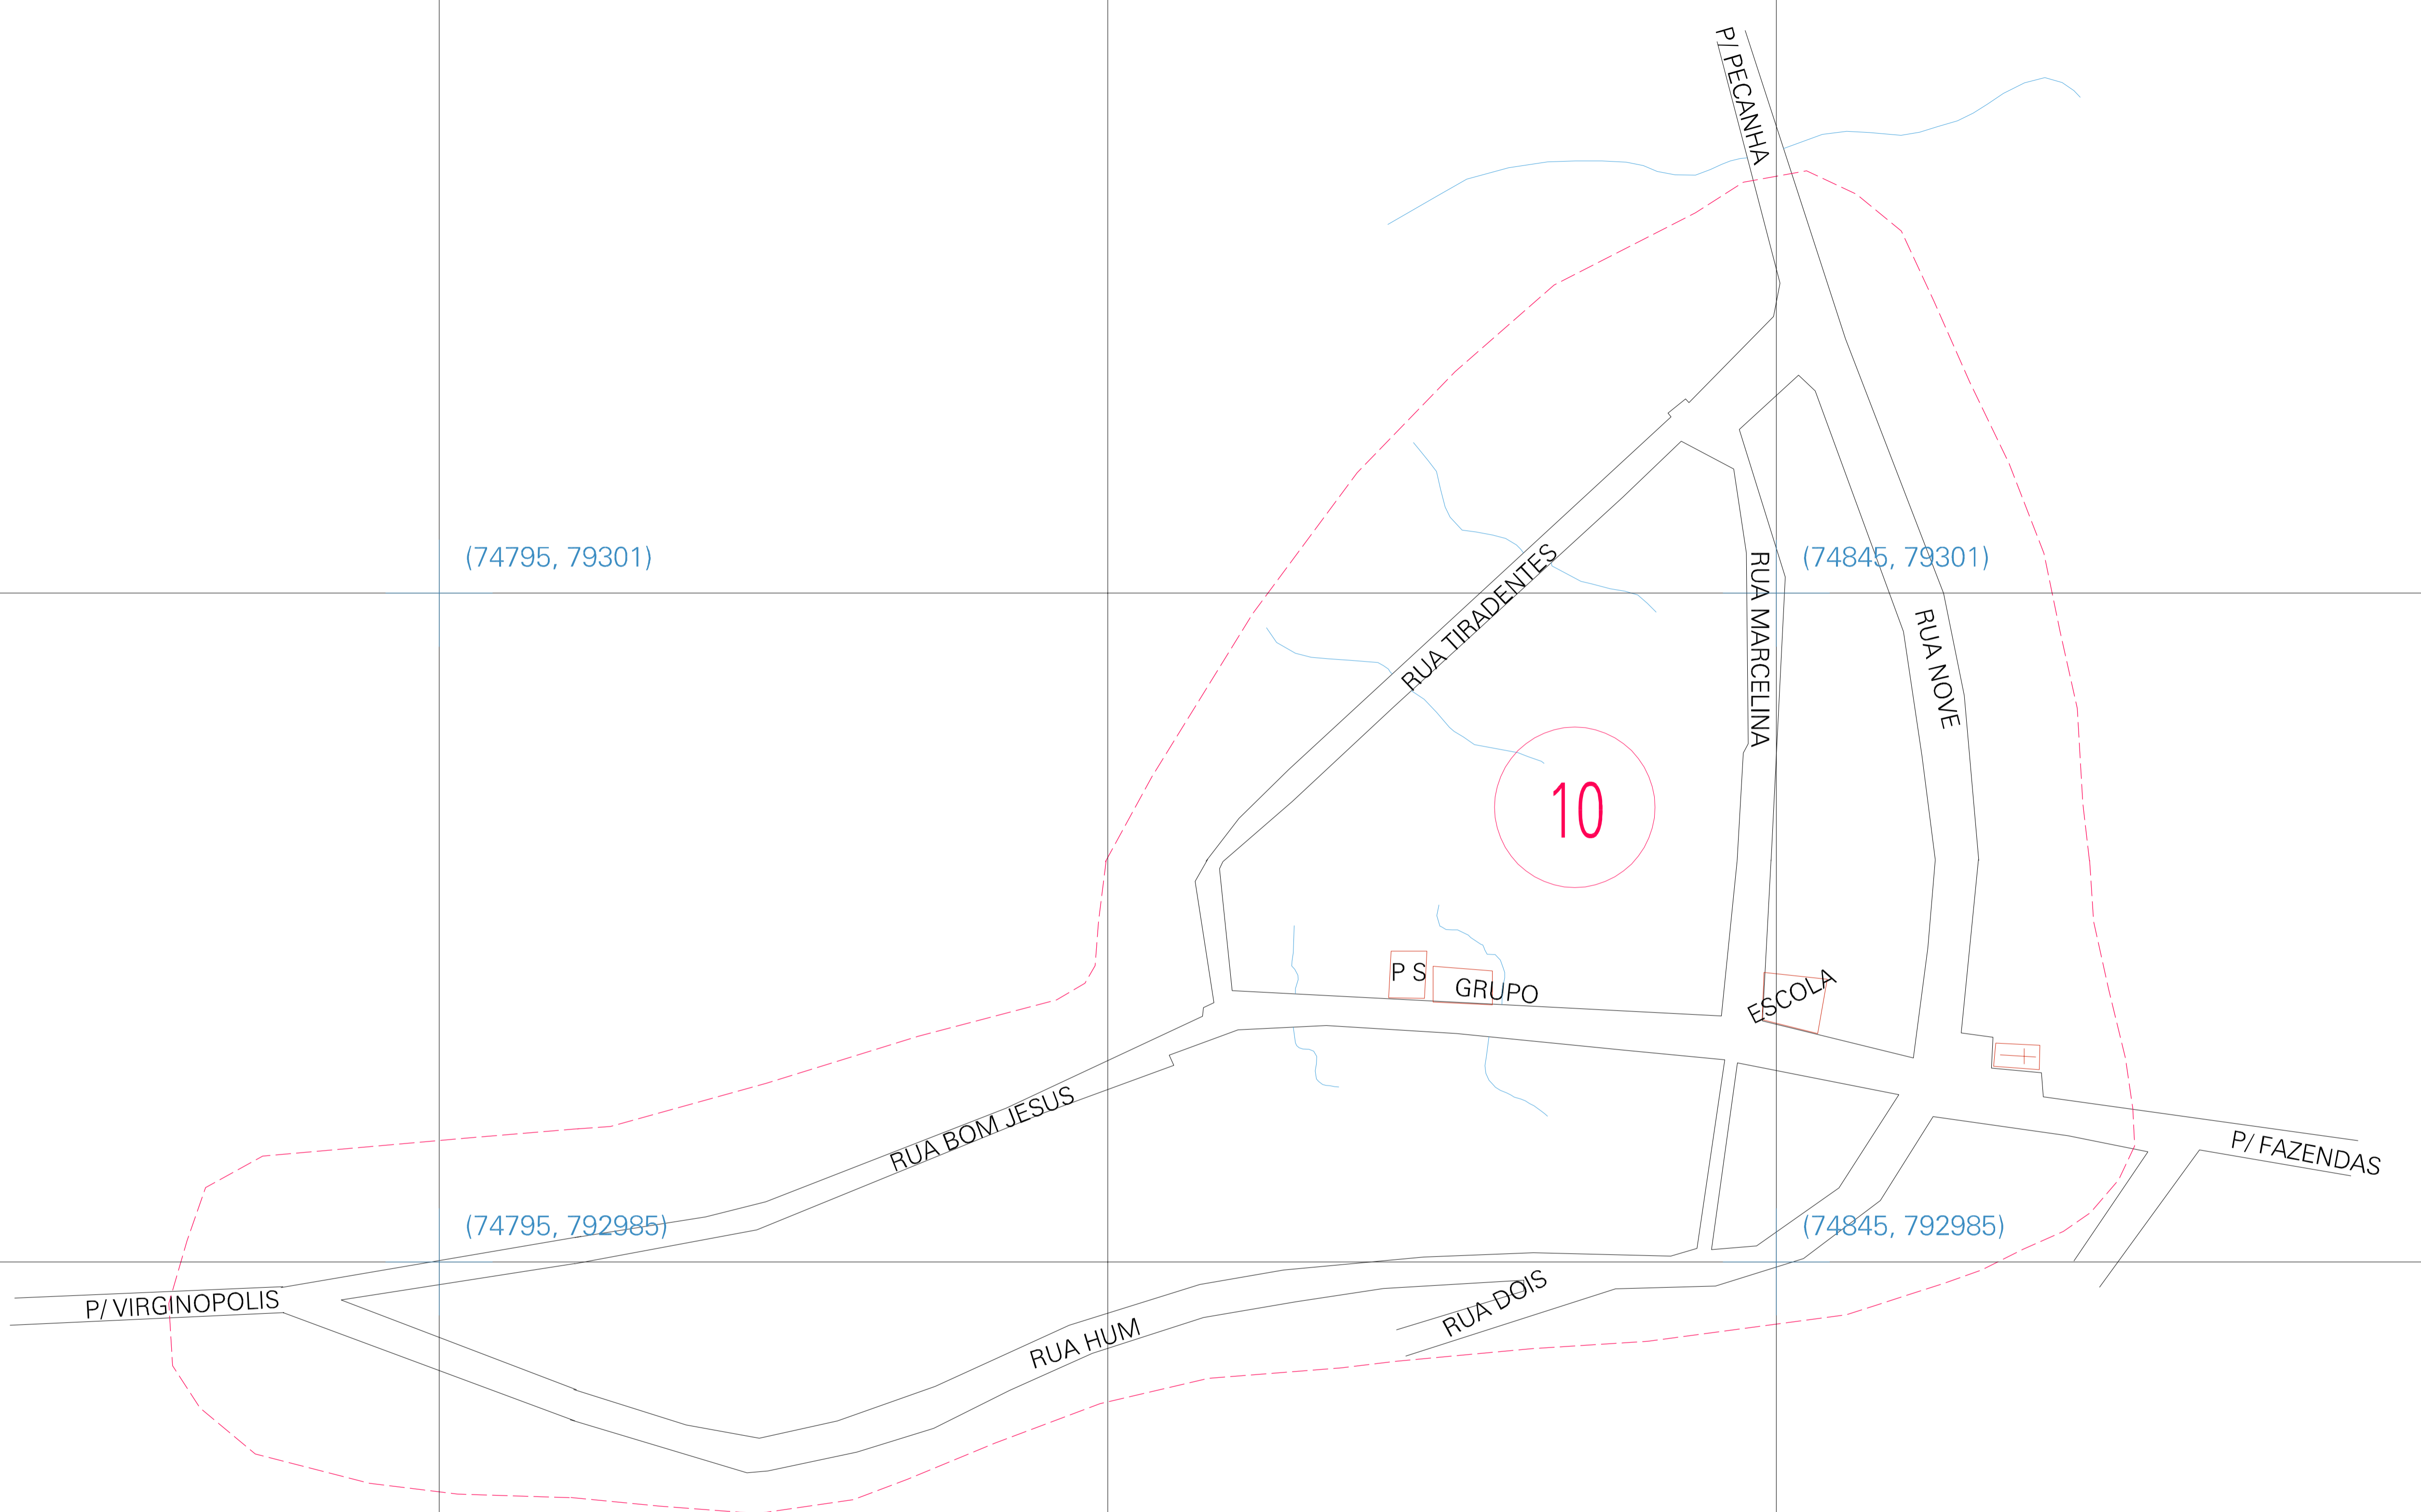 P/ PECANHA
(74795, 79301)
(74845, 79301)
RUA TIRADENTES
RUA MARCELINA
RUA NOVE
10
P S
GRUPO
ESCOLA
RUA BOM JESUS
P/ FAZENDAS
(74795, 792985)
(74845, 792985)
P/ VIRGINOPOLIS
RUA DOIS
RUA HUM